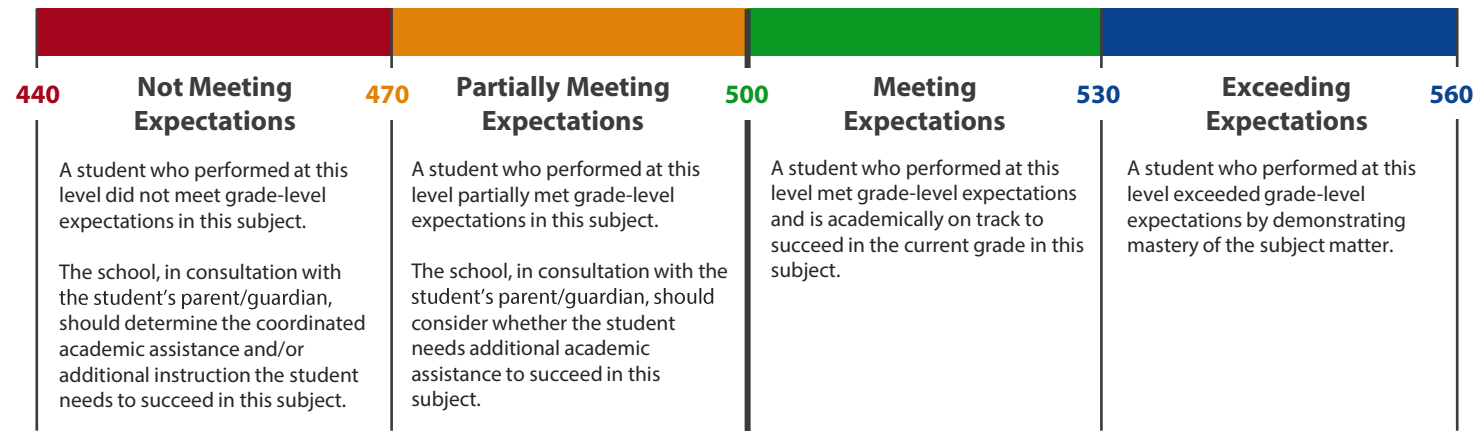 440
Not Meeting
Expectations
A student who performed at this
level did not meet grade-level
expectations in this subject.
The school, in consultation with
the student's parent/guardian,
should determine the coordinated
academic assistance and/or
additional instruction the student
needs to succeed in this subject.
470
Partially Meeting
Expectations
A student who performed at this
level partially met grade-level
expectations in this subject.
The school, in consultation with the
student's parent/guardian, should
consider whether the student
needs additional academic
assistance to succeed in this
subject.
500
Meeting
Expectations
A student who performed at this
level met grade-level expectations
and is academically on track to
succeed in the current grade in this
subject.
530
Exceeding
Expectations
A student who performed at this
level exceeded grade-level
expectations by demonstrating
mastery of the subject matter.
560